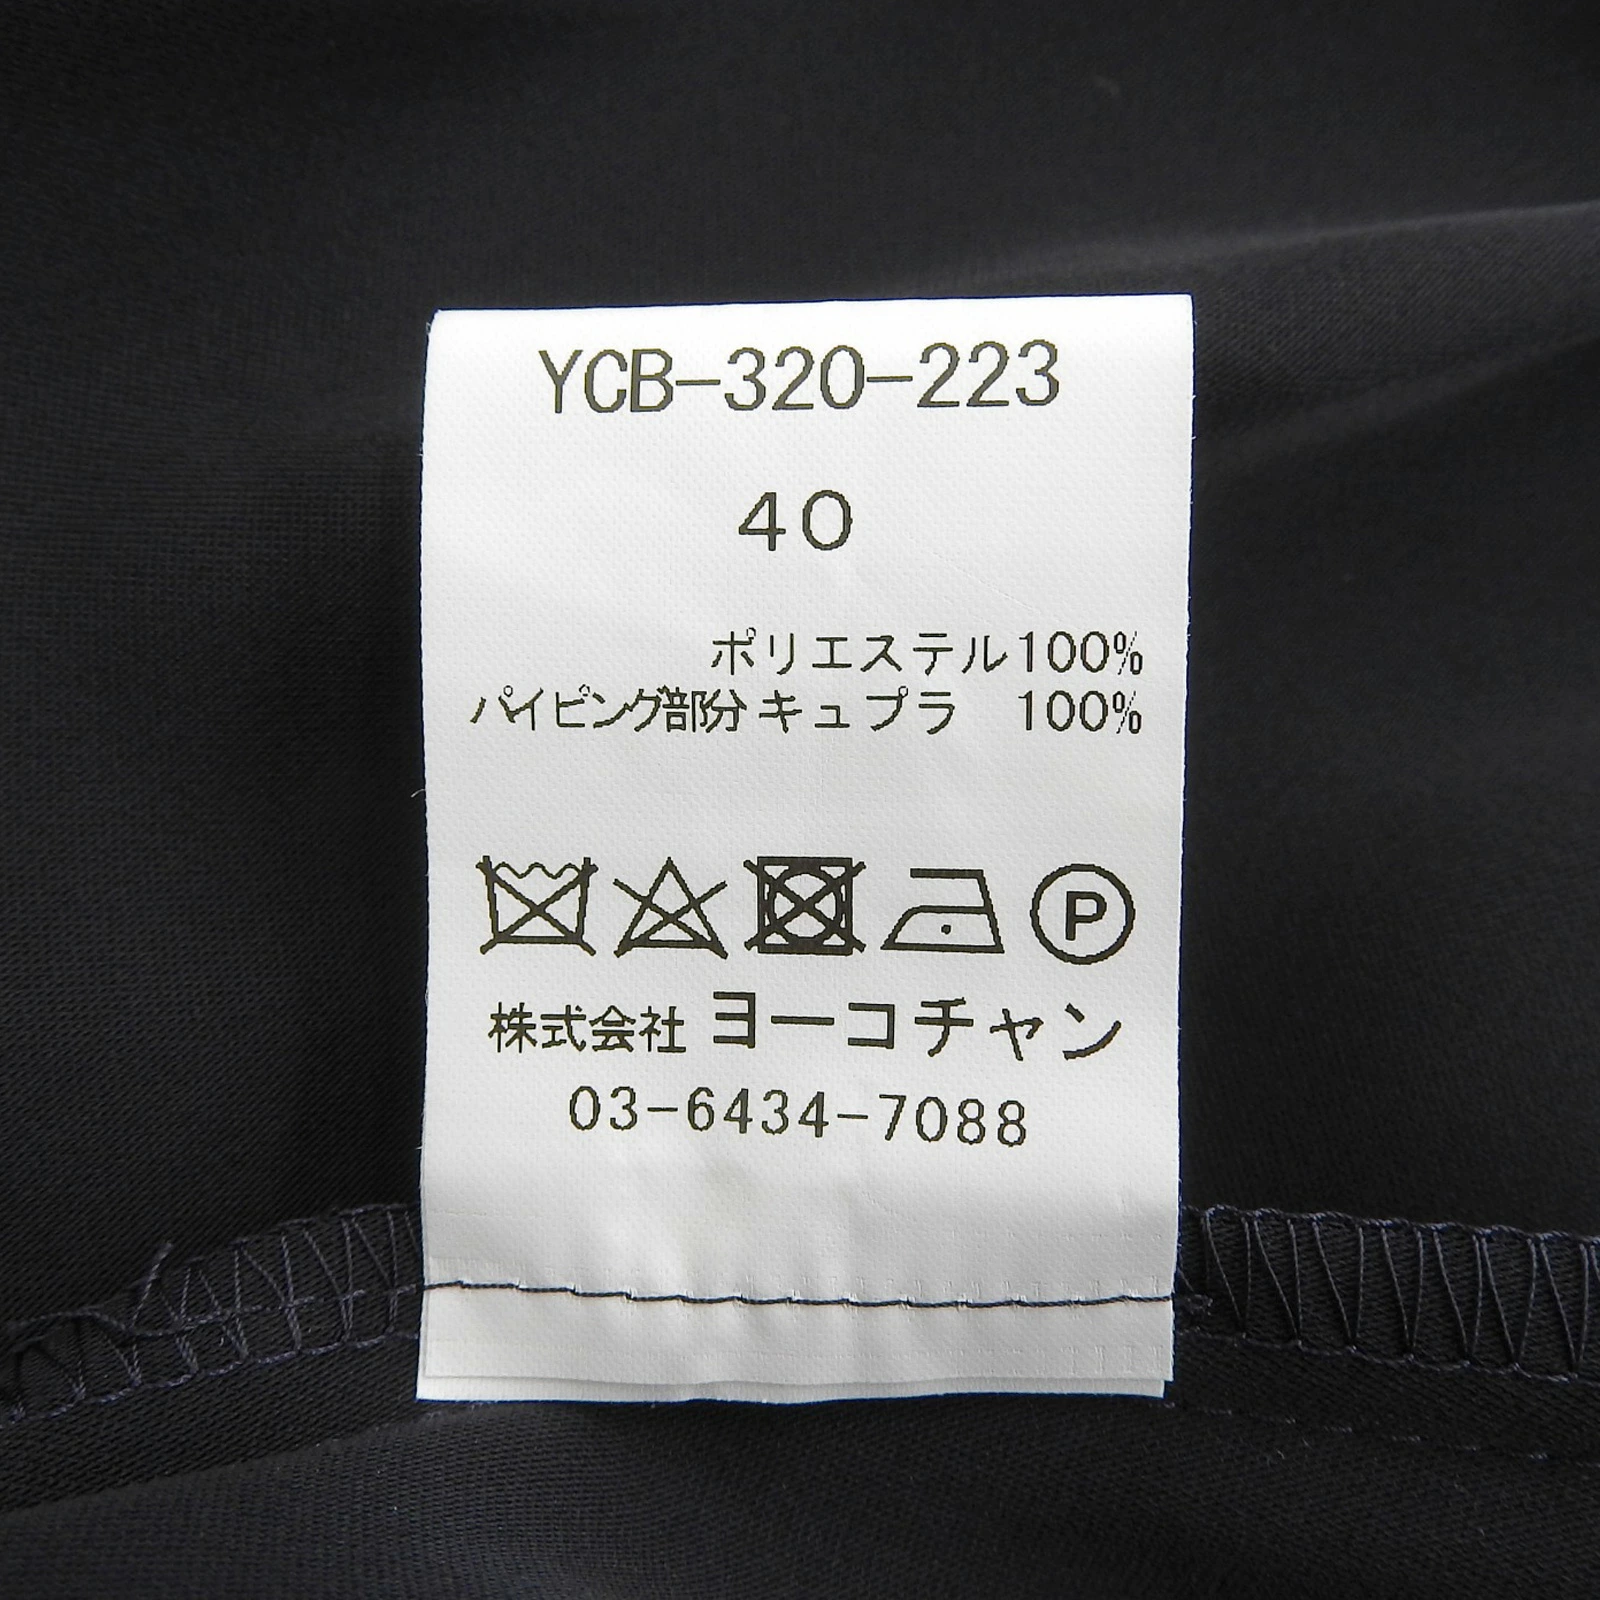 YCB-320-223
40
ポリエステル100%
パイピング部分 キュプラ 100%
P
株式会社 ヨーコチャン
03-6434-7088